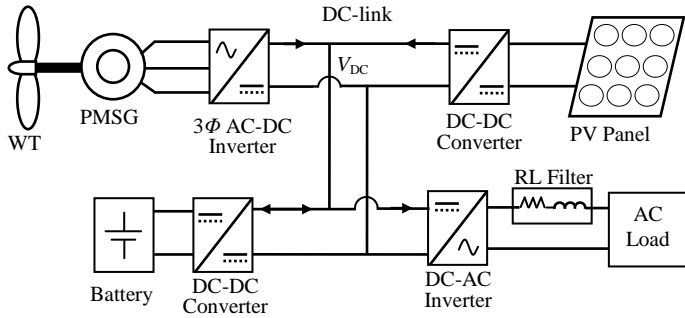 DC-link
V_DC
WT
PMSG
3Φ AC-DC
Inverter
DC-DC
Converter
PV Panel
RL Filter
AC
Load
Battery
DC-DC
Converter
DC-AC
Inverter